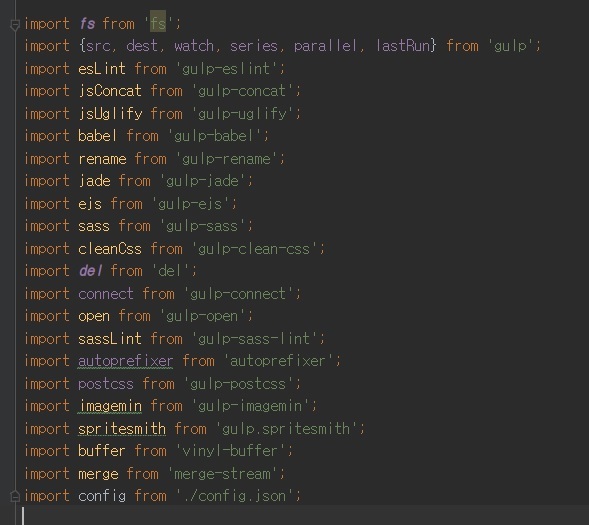 import fs from 'fs';
import {src, dest, watch, series, parallel, lastRun} from 'gulp';
import esLint from 'gulp-eslint';
import jsConcat from 'gulp-concat';
import jsUglify from 'gulp-uglify';
import babel from 'gulp-babel';
import rename from 'gulp-rename';
import jade from 'gulp-jade';
import ejs from 'gulp-ejs';
import sass from 'gulp-sass';
import cleanCss from 'gulp-clean-css';
import del from 'del';
import connect from 'gulp-connect';
import open from 'gulp-open';
import sassLint from 'gulp-sass-lint';
import autoprefixer from 'autoprefixer';
import postcss from 'gulp-postcss';
import imagemin from 'gulp-imagemin';
import spritesmith from 'gulp.spritesmith';
import buffer from 'vinyl-buffer';
import merge from 'merge-stream';
import config from './config.json';